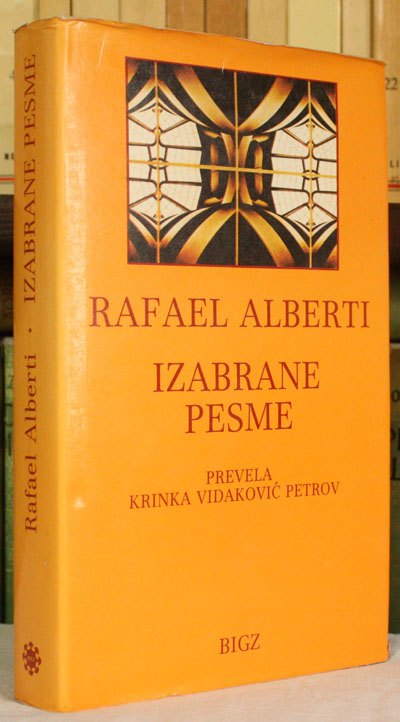 RAFAEL ALBERTI
IZABRANE
PESME
PREVELA
KRINKA VIDAKOVIĆ PETROV
BIGZ
Rafael Alberti · IZABRANE PESME